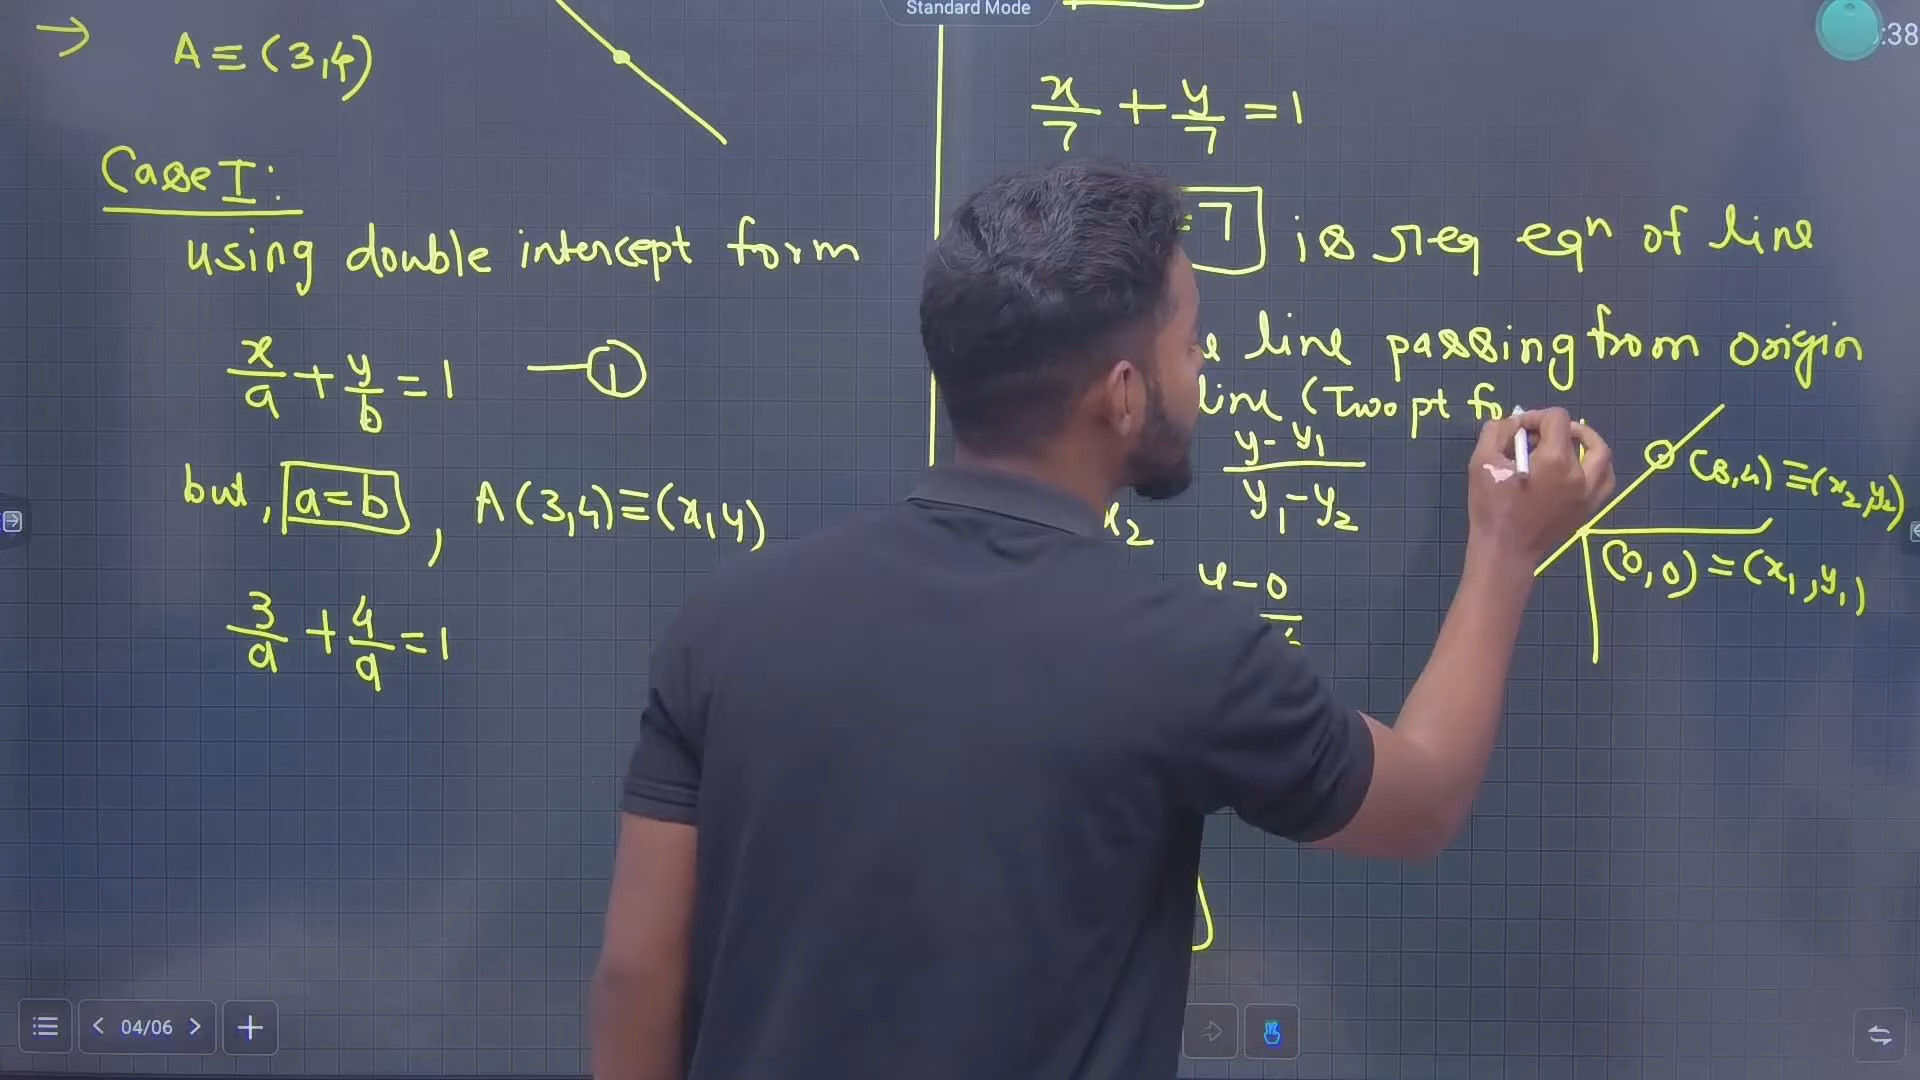 Standard Mode
:38
→ A ≡ (3,4)
Case I:
using double intercept form
x/a + y/b = 1 —①
but, a=b, A(3,4)≡(x,y)
3/a + 4/a = 1
x/7 + y/7 = 1
=7 is req eqⁿ of line
line passing from origin
line (Two pt fo
y-y₁/y₁-y₂
x₂
(3,4)≡(x₂,y₂)
(0,0)=(x₁,y₁)
-0
04/06